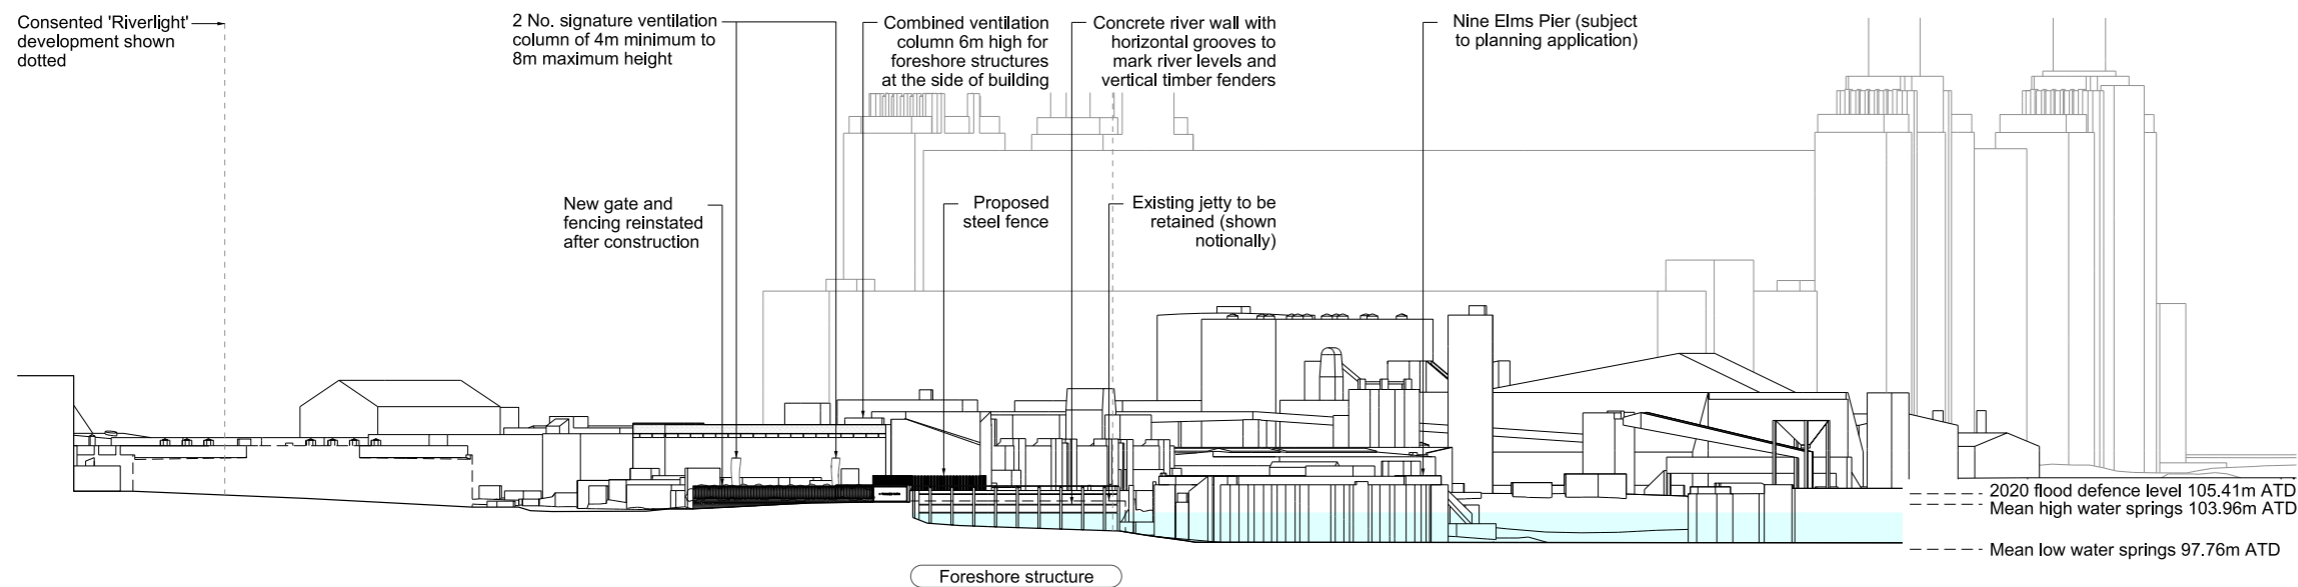 Consented 'Riverlight'
development shown
dotted
2 No. signature ventilation
column of 4m minimum to
8m maximum height
Combined ventilation
column 6m high for
foreshore structures
at the side of building
Concrete river wall with
horizontal grooves to
mark river levels and
vertical timber fenders
Nine Elms Pier (subject
to planning application)
New gate and
fencing reinstated
after construction
Proposed
steel fence
Existing jetty to be
retained (shown
notionally)
2020 flood defence level 105.41m ATD
Mean high water springs 103.96m ATD
Mean low water springs 97.76m ATD
Foreshore structure